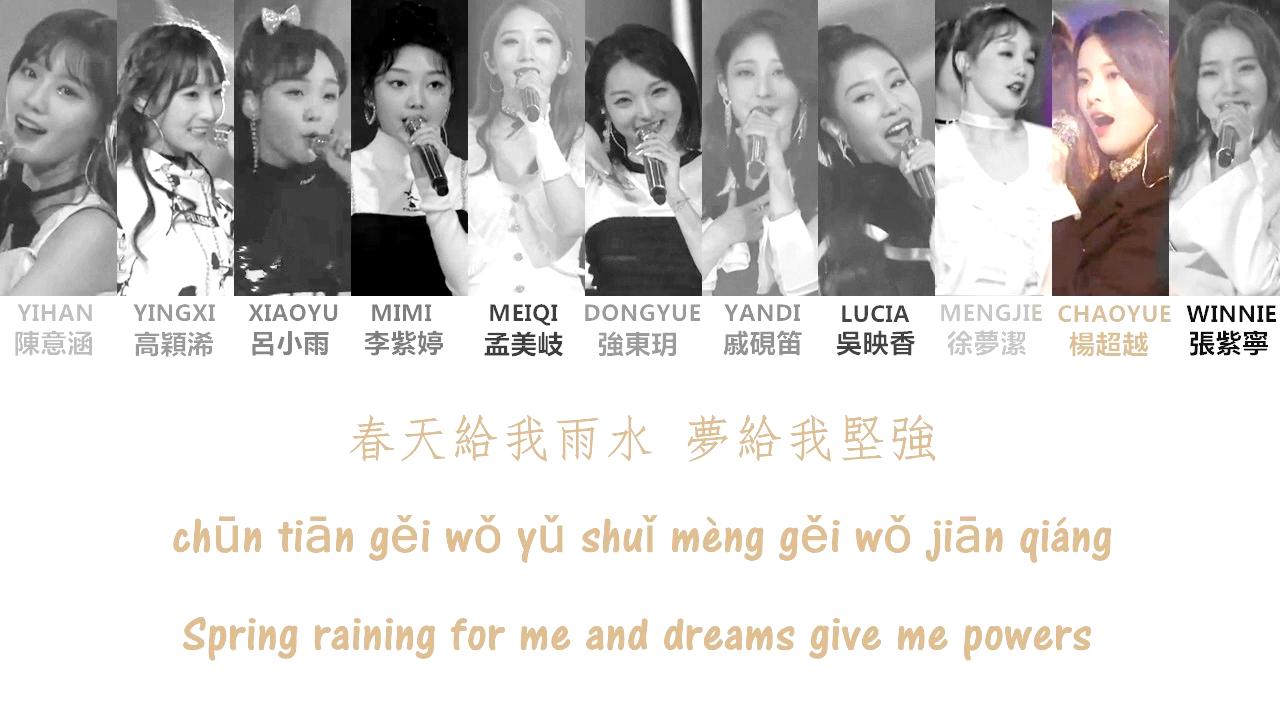 YIHAN YINGXI XIAOYU MIMI MEIQI DONGYUE YANDI LUCIA MENGJIE CHAOYUE WINNIE
陳意涵 高穎浠 呂小雨 李紫婷 孟美岐 強東玥 戚硯笛 吳映香 徐夢潔 楊超越 張紫寧
春天給我雨水 夢給我堅強
chūn tiān gěi wǒ yǔ shuǐ mèng gěi wǒ jiān qiáng
Spring raining for me and dreams give me powers